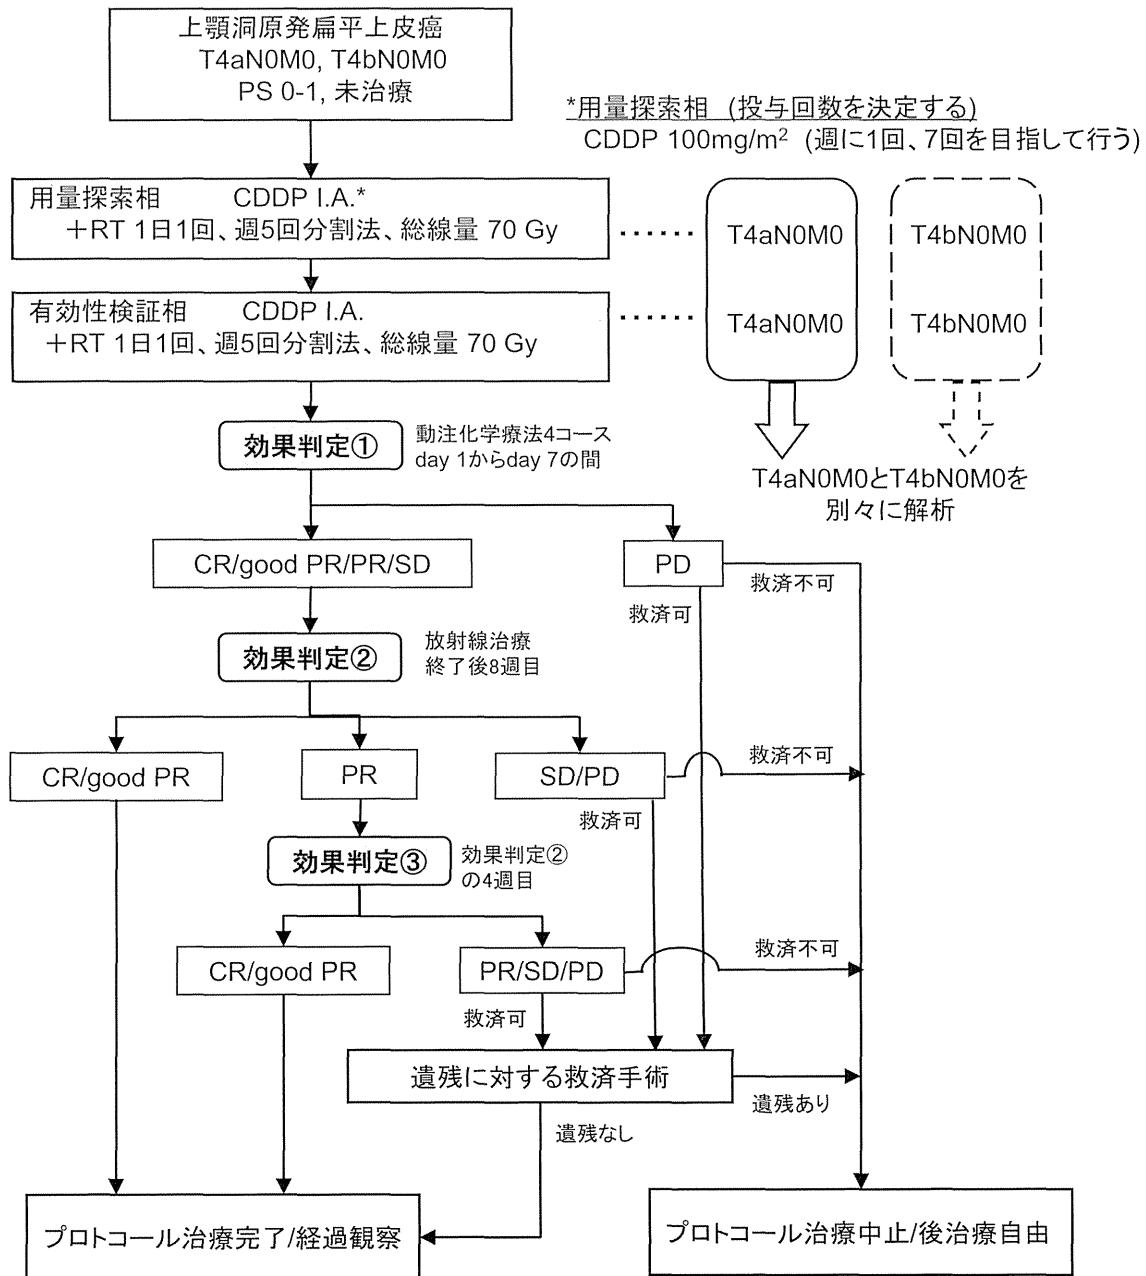 上顎洞原発扁平上皮癌
T4aN0M0, T4bN0M0
PS 0-1, 未治療
*用量探索相 (投与回数を決定する)
CDDP 100mg/m² (週に1回、7回を目指して行う)
用量探索相 CDDP I.A.*
+RT 1日1回、週5回分割法、総線量 70 Gy
T4aN0M0 T4bN0M0
有効性検証相 CDDP I.A.
+RT 1日1回、週5回分割法、総線量 70 Gy
T4aN0M0 T4bN0M0
効果判定①
動注化学療法4コース
day 1からday 7の間
T4aN0M0とT4bN0M0を
別々に解析
CR/good PR/PR/SD
PD
救済不可
救済可
効果判定②
放射線治療
終了後8週目
CR/good PR
PR
SD/PD
救済不可
救済可
効果判定③
効果判定②
の4週目
CR/good PR
PR/SD/PD
救済不可
救済可
遺残に対する救済手術
遺残あり
遺残なし
プロトコール治療完了/経過観察
プロトコール治療中止/後治療自由